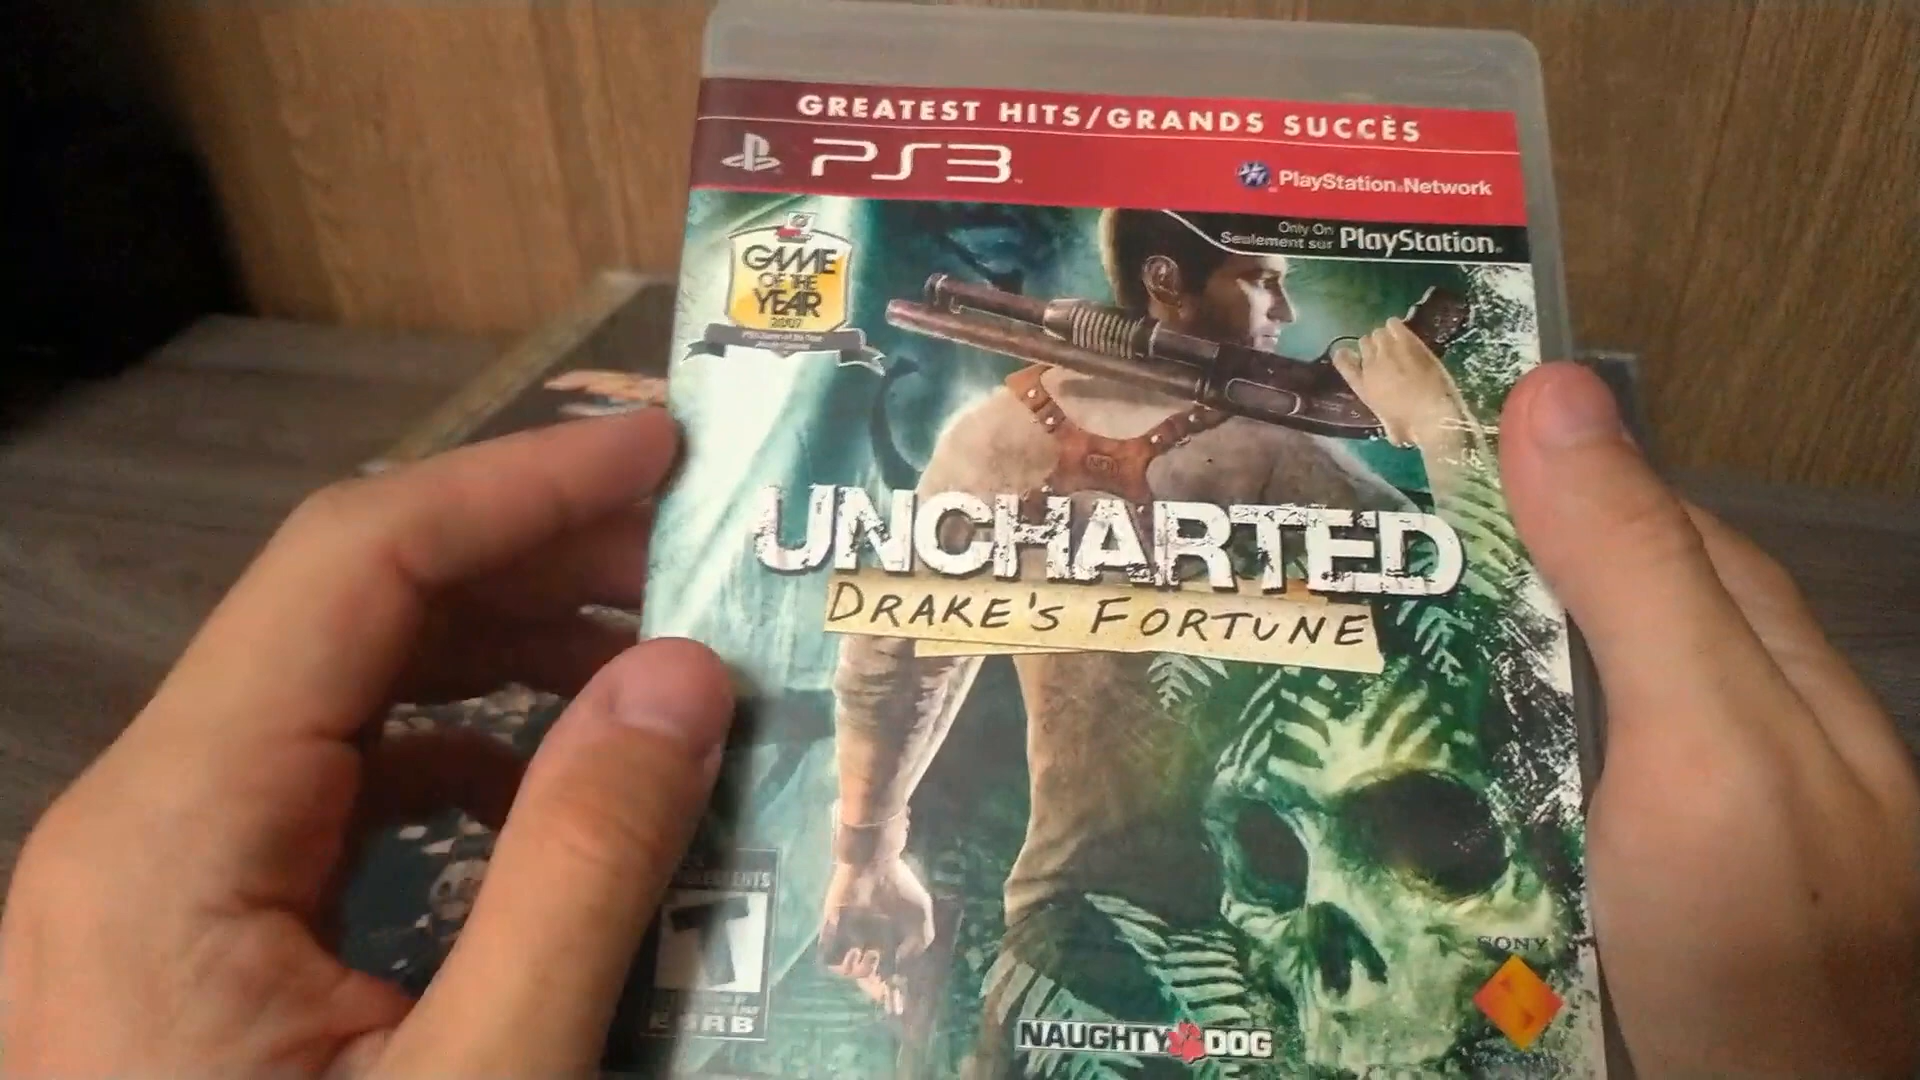 GREATEST HITS/GRANDS SUCCÈS
PS3
PlayStation®Network
Only On
Seulement sur PlayStation®
GAME
OF THE
YEAR
2007
UNCHARTED
DRAKE'S FORTUNE
T
ESRB
SONY
NAUGHTY DOG